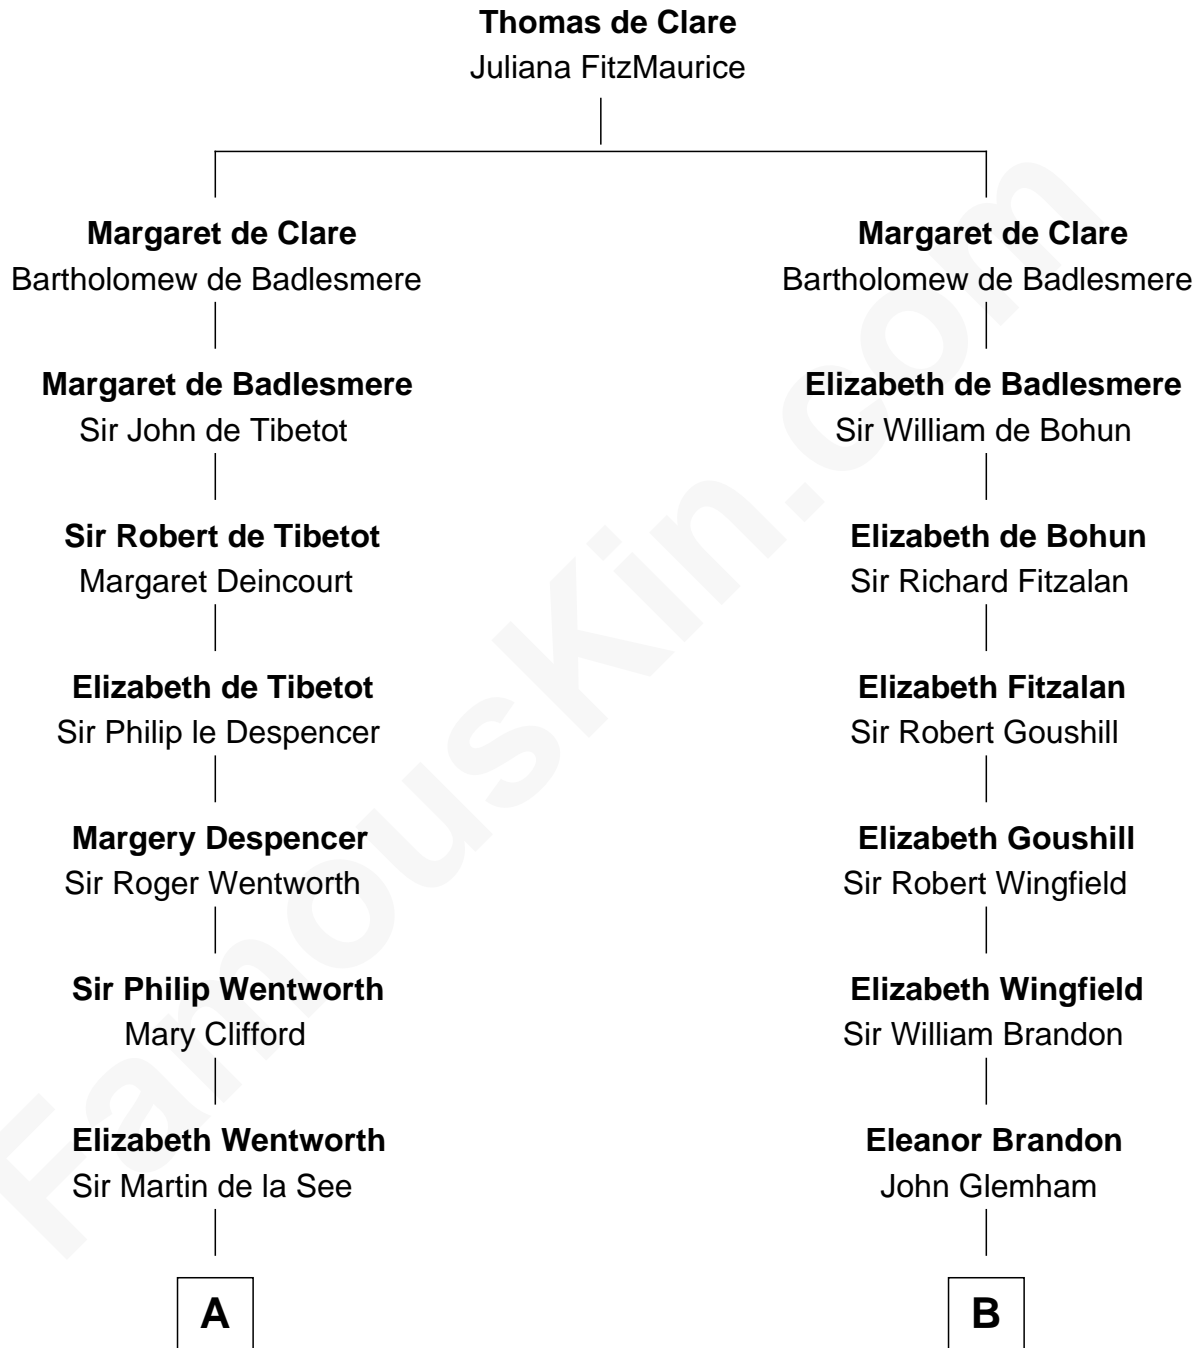 Thomas de Clare
Juliana FitzMaurice
Margaret de Clare
Bartholomew de Badlesmere
Margaret de Badlesmere
Sir John de Tibetot
Sir Robert de Tibetot
Margaret Deincourt
Elizabeth de Tibetot
Sir Philip le Despencer
Margery Despencer
Sir Roger Wentworth
Sir Philip Wentworth
Mary Clifford
Elizabeth Wentworth
Sir Martin de la See
A
Margaret de Clare
Bartholomew de Badlesmere
Elizabeth de Badlesmere
Sir William de Bohun
Elizabeth de Bohun
Sir Richard Fitzalan
Elizabeth Fitzalan
Sir Robert Goushill
Elizabeth Goushill
Sir Robert Wingfield
Elizabeth Wingfield
Sir William Brandon
Eleanor Brandon
John Glemham
B
FamousKin.com